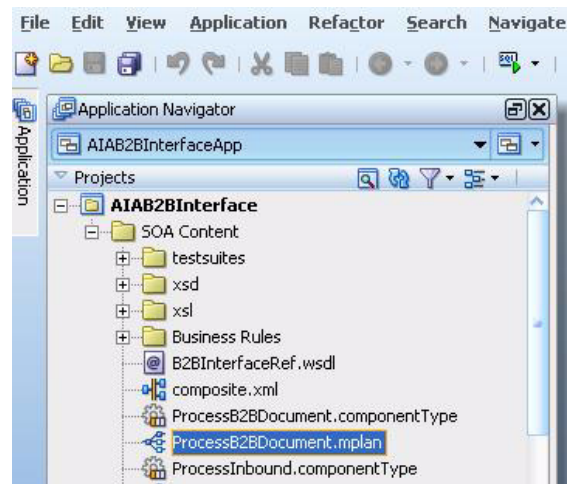 File Edit View Application Refactor Search Navigate
Application Navigator
Application
AIAB2BInterfaceApp
Projects
AIAB2BInterface
SOA Content
testsuites
xsd
xsl
Business Rules
B2BInterfaceRef.wsdl
composite.xml
ProcessB2BDocument.componentType
ProcessB2BDocument.mplan
ProcessInbound.componentType